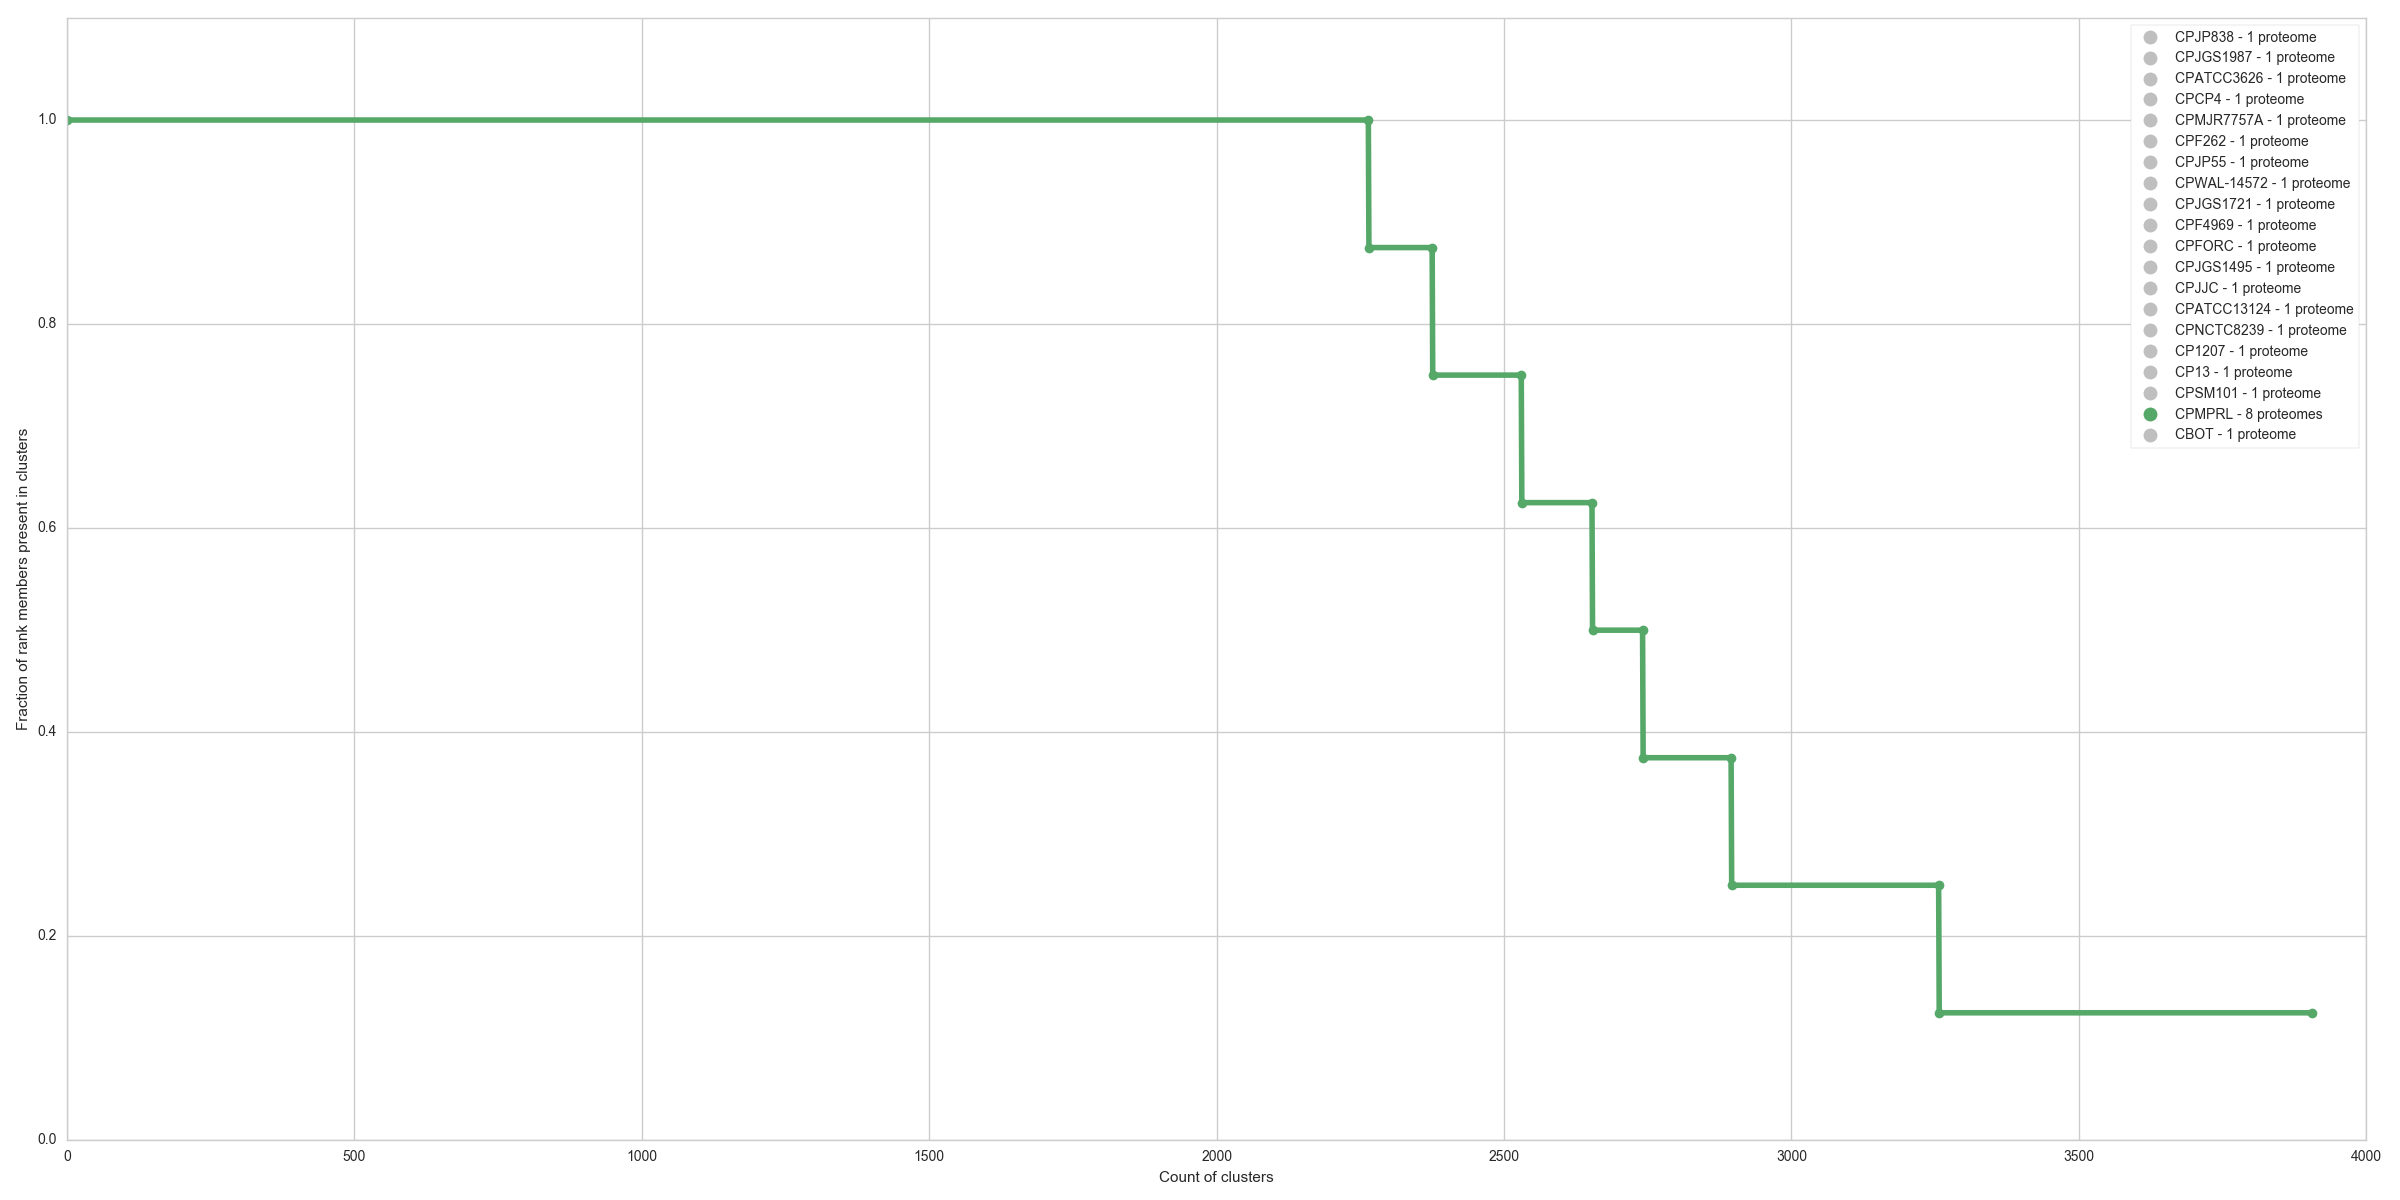 CPJP838 - 1 proteome
CPJGS1987 - 1 proteome
CPATCC3626 - 1 proteome
CPCP4 - 1 proteome
CPMJR7757A - 1 proteome
CPF262 - 1 proteome
CPJP55 - 1 proteome
CPWAL-14572 - 1 proteome
CPJGS1721 - 1 proteome
CPF4969 - 1 proteome
CPFORC - 1 proteome
CPJGS1495 - 1 proteome
CPJJC - 1 proteome
CPATCC13124 - 1 proteome
CPNCTC8239 - 1 proteome
CP1207 - 1 proteome
CP13 - 1 proteome
CPSM101 - 1 proteome
CPMPRL - 8 proteomes
CBOT - 1 proteome
Fraction of rank members present in clusters
1.0
0.8
0.6
0.4
0.2
0.0
0 500 1000 1500 2000 2500 3000 3500 4000
Count of clusters